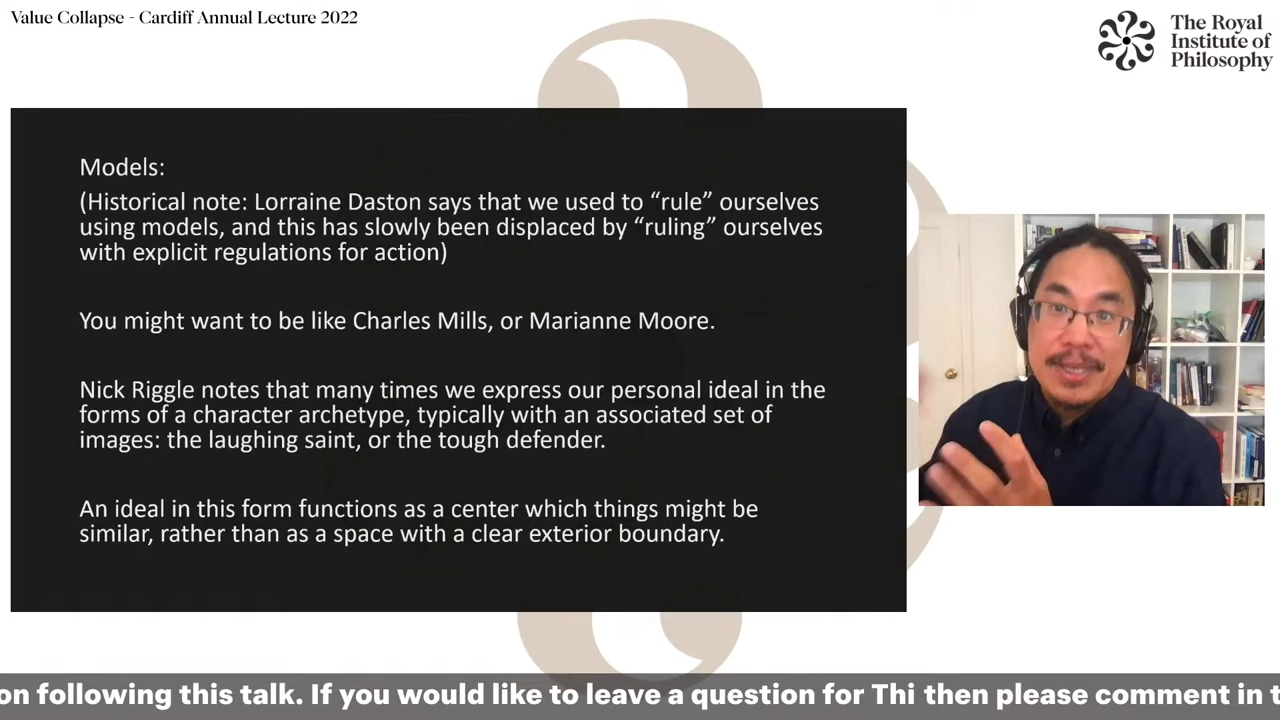 Value Collapse - Cardiff Annual Lecture 2022
The Royal
Institute of
Philosophy
Models:
(Historical note: Lorraine Daston says that we used to “rule” ourselves
using models, and this has slowly been displaced by “ruling” ourselves
with explicit regulations for action)
You might want to be like Charles Mills, or Marianne Moore.
Nick Riggle notes that many times we express our personal ideal in the
forms of a character archetype, typically with an associated set of
images: the laughing saint, or the tough defender.
An ideal in this form functions as a center which things might be
similar, rather than as a space with a clear exterior boundary.
on following this talk. If you would like to leave a question for Thi then please comment in t